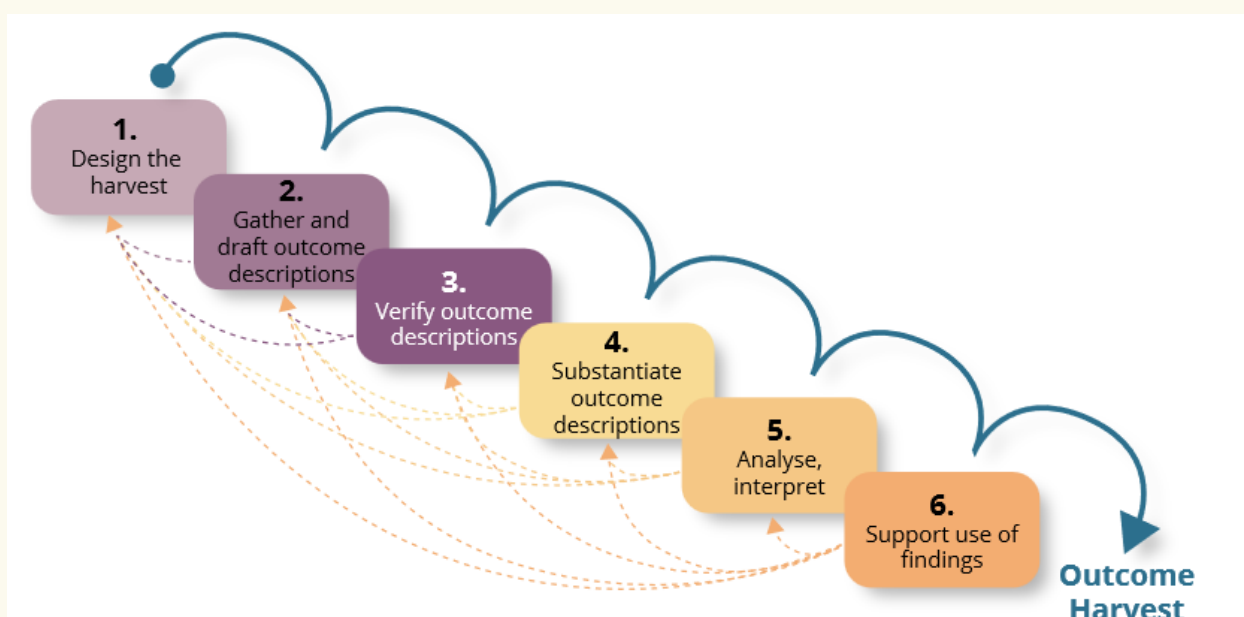 1.
Design the
harvest
2.
Gather and
draft outcome
descriptions
3.
Verify outcome
descriptions
4.
Substantiate
outcome
descriptions
5.
Analyse,
interpret
6.
Support use of
findings
Outcome
Harvest